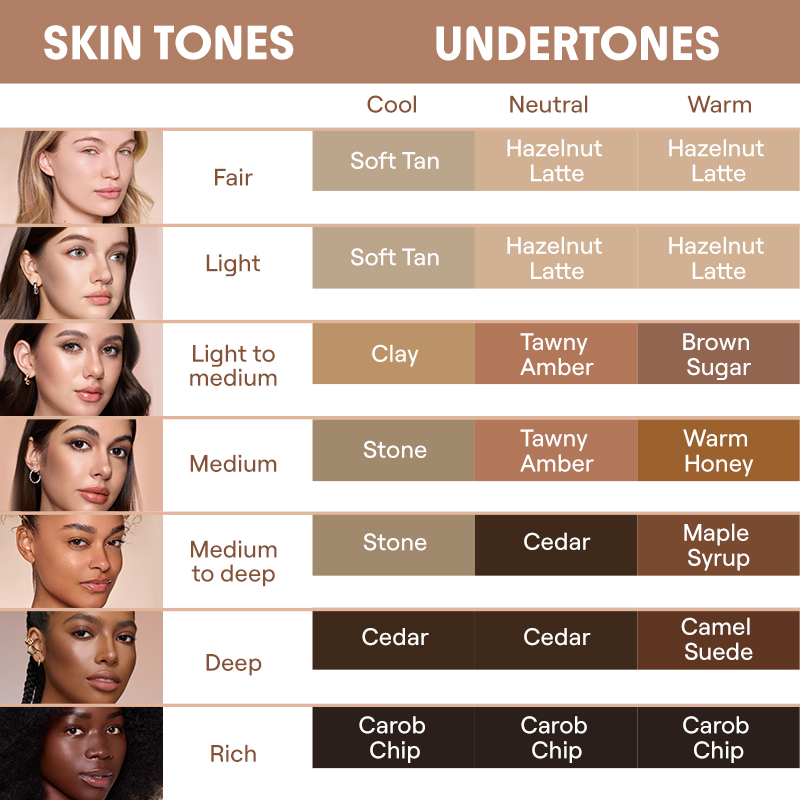 SKIN TONES UNDERTONES
Cool Neutral Warm
Fair
Soft Tan
Hazelnut
Latte
Hazelnut
Latte
Light
Soft Tan
Hazelnut
Latte
Hazelnut
Latte
Light to
medium
Clay
Tawny
Amber
Brown
Sugar
Medium
Stone
Tawny
Amber
Warm
Honey
Medium
to deep
Stone
Cedar
Maple
Syrup
Deep
Cedar
Cedar
Camel
Suede
Rich
Carob
Chip
Carob
Chip
Carob
Chip